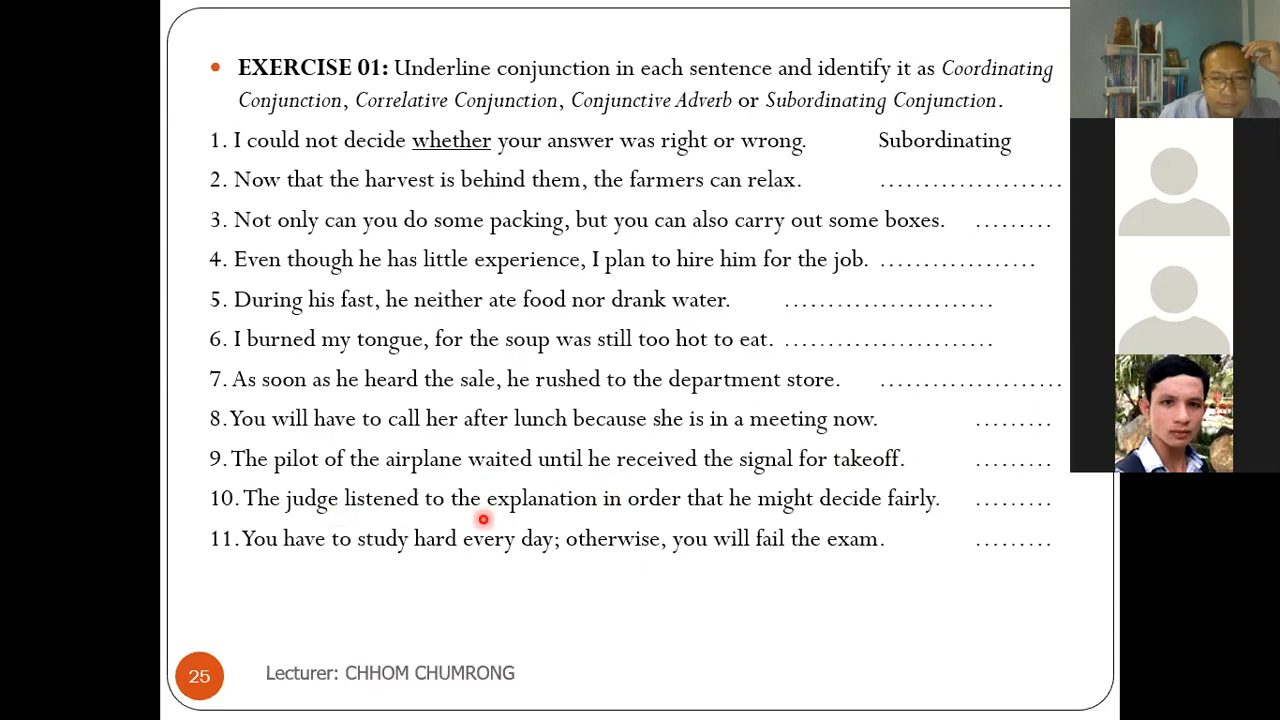 • EXERCISE 01: Underline conjunction in each sentence and identify it as Coordinating
Conjunction, Correlative Conjunction, Conjunctive Adverb or Subordinating Conjunction.
1. I could not decide whether your answer was right or wrong. Subordinating
2. Now that the harvest is behind them, the farmers can relax. .....................
3. Not only can you do some packing, but you can also carry out some boxes. .........
4. Even though he has little experience, I plan to hire him for the job. ..................
5. During his fast, he neither ate food nor drank water. ........................
6. I burned my tongue, for the soup was still too hot to eat. ........................
7. As soon as he heard the sale, he rushed to the department store. .....................
8. You will have to call her after lunch because she is in a meeting now. .........
9. The pilot of the airplane waited until he received the signal for takeoff. .........
10. The judge listened to the explanation in order that he might decide fairly. .........
11. You have to study hard every day; otherwise, you will fail the exam. .........
25 Lecturer: CHHOM CHUMRONG